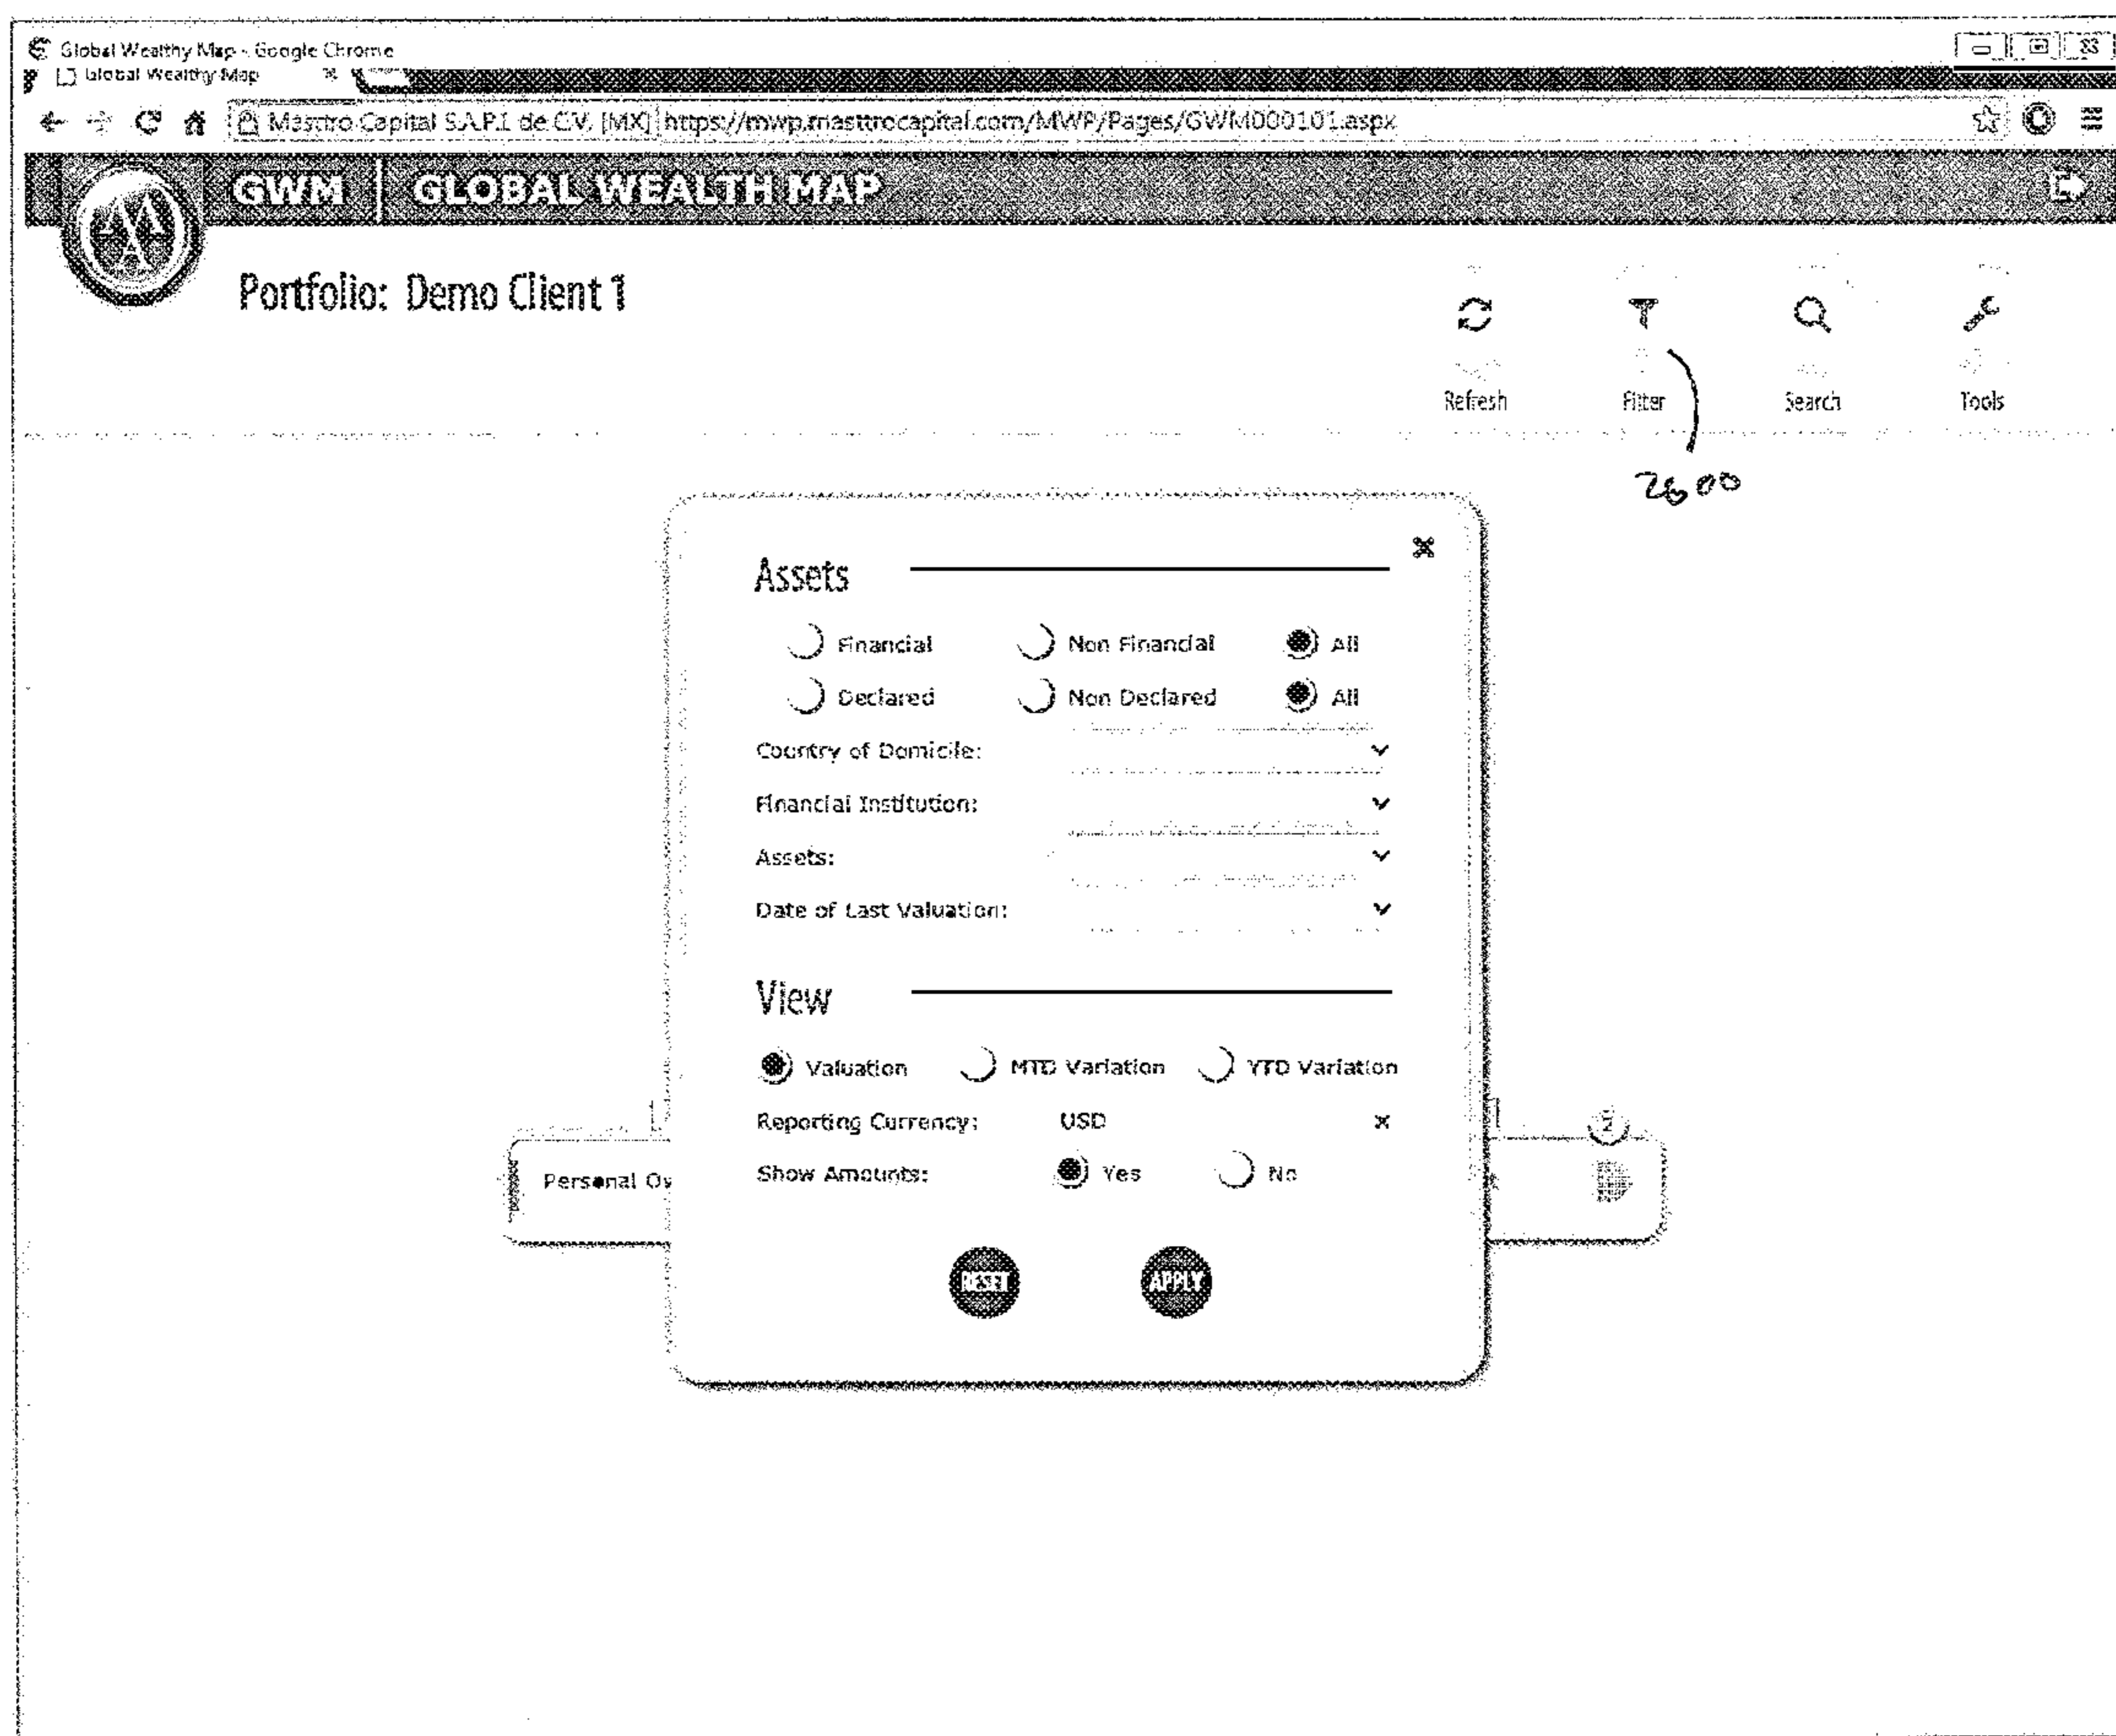 Global Wealthy Map - Google Chrome
Global Wealthy Map
Masttro Capital S.A.P.I. de C.V. [MX] https://mwp.masttrocapital.com/MWP/Pages/GWM000101.aspx
GWM | GLOBAL WEALTH MAP
Portfolio: Demo Client 1
Refresh Filter Search Tools
2600
Assets
Financial Non Financial All
Declared Non Declared All
Country of Domicile:
Financial Institution:
Assets:
Date of Last Valuation:
View
Valuation MTD Variation YTD Variation
Reporting Currency: USD
2
Show Amounts: Yes No
Personal Ov
RESET APPLY